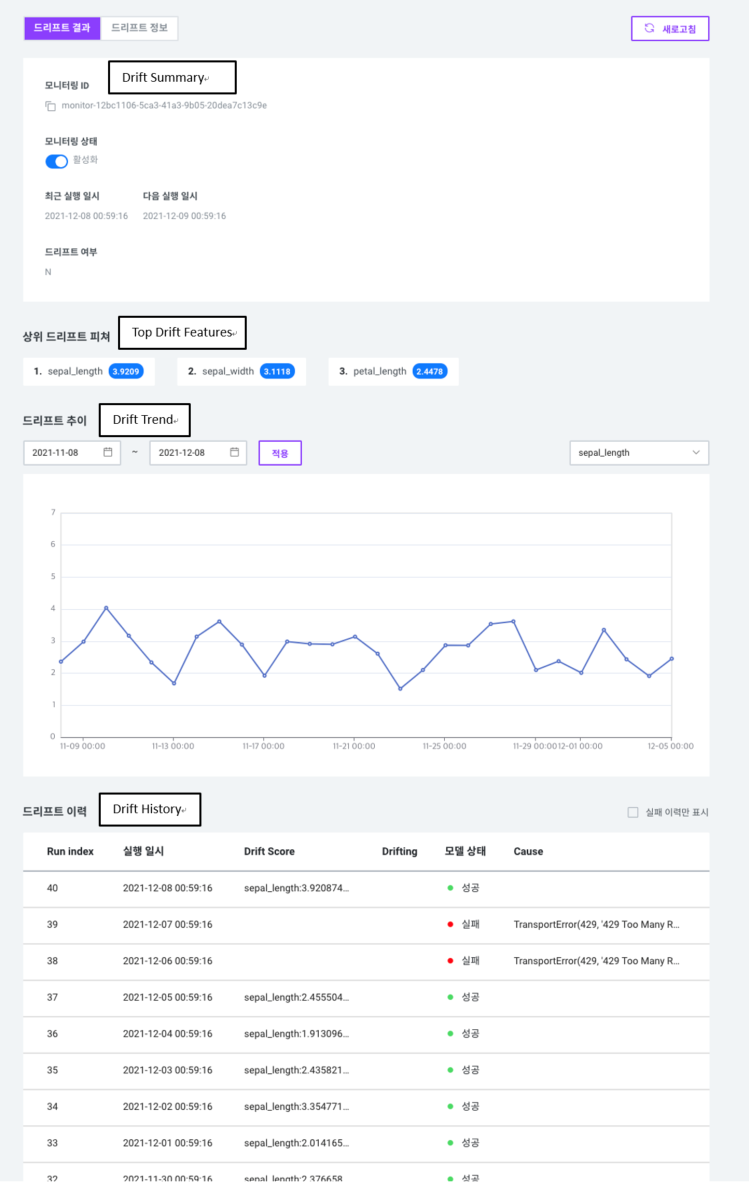 드리프트 결과 드리프트 정보 새로고침
모니터링 ID Drift Summary
monitor-12bc1106-5ca3-41a3-9b05-20dea7c13c9e
모니터링 상태
활성화
최근 실행 일시 다음 실행 일시
2021-12-08 00:59:16 2021-12-09 00:59:16
드리프트 여부
N
상위 드리프트 피쳐 Top Drift Features
1. sepal_length 3.9209 2. sepal_width 3.1118 3. petal_length 2.4478
드리프트 추이 Drift Trend
2021-11-08 ~ 2021-12-08 적용 sepal_length
7
6
5
4
3
2
1
0
11-09 00:00 11-13 00:00 11-17 00:00 11-21 00:00 11-25 00:00 11-29 00:00 12-01 00:00 12-05 00:00
드리프트 이력 Drift History 실패 이력만 표시
Run index 실행 일시 Drift Score Drifting 모델 상태 Cause
40 2021-12-08 00:59:16 sepal_length:3.920874... 성공
39 2021-12-07 00:59:16 실패 TransportError(429, '429 Too Many R...
38 2021-12-06 00:59:16 실패 TransportError(429, '429 Too Many R...
37 2021-12-05 00:59:16 sepal_length:2.455504... 성공
36 2021-12-04 00:59:16 sepal_length:1.913096... 성공
35 2021-12-03 00:59:16 sepal_length:2.435821... 성공
34 2021-12-02 00:59:16 sepal_length:3.354771... 성공
33 2021-12-01 00:59:16 sepal_length:2.014165... 성공
32 2021-11-30 00:59:16 sepal_length:2.376658... 성공